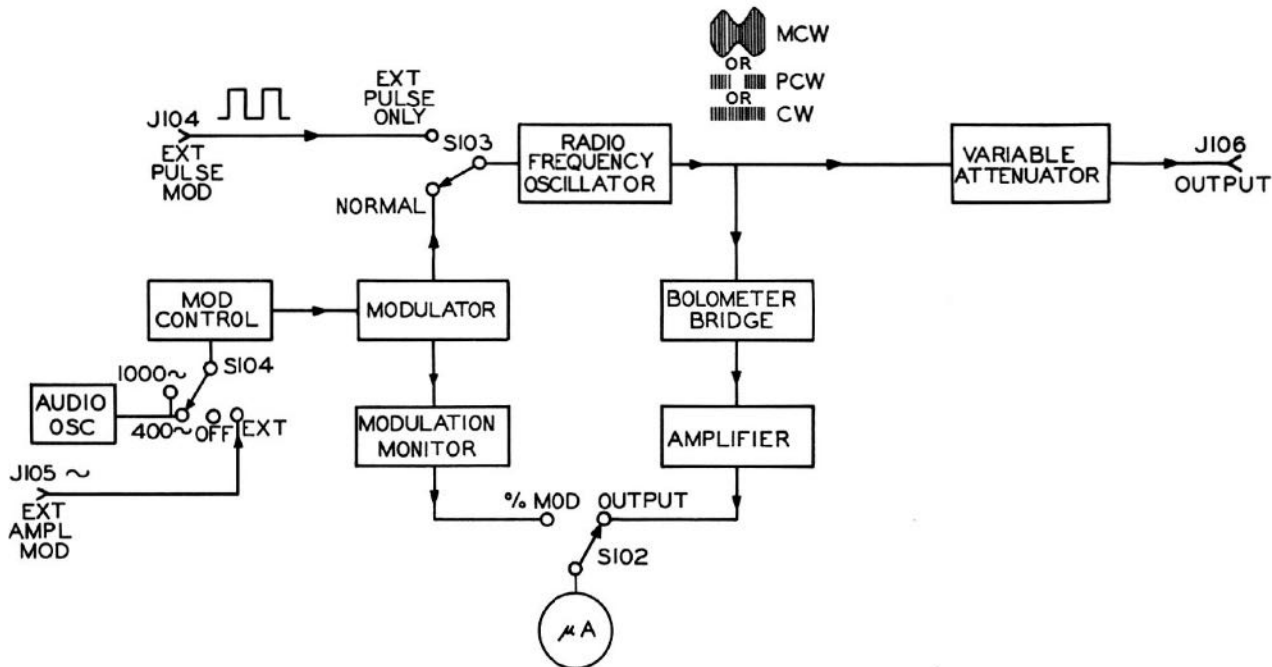 MCW
OR
PCW
OR
CW
EXT
PULSE
ONLY
J104
EXT
PULSE
MOD
S103
NORMAL
RADIO
FREQUENCY
OSCILLATOR
VARIABLE
ATTENUATOR
J106
OUTPUT
MOD
CONTROL
MODULATOR
BOLOMETER
BRIDGE
S104
1000~
AUDIO
OSC
400~
OFF
EXT
MODULATION
MONITOR
AMPLIFIER
J105 ~
EXT
AMPL
MOD
% MOD
OUTPUT
S102
μA